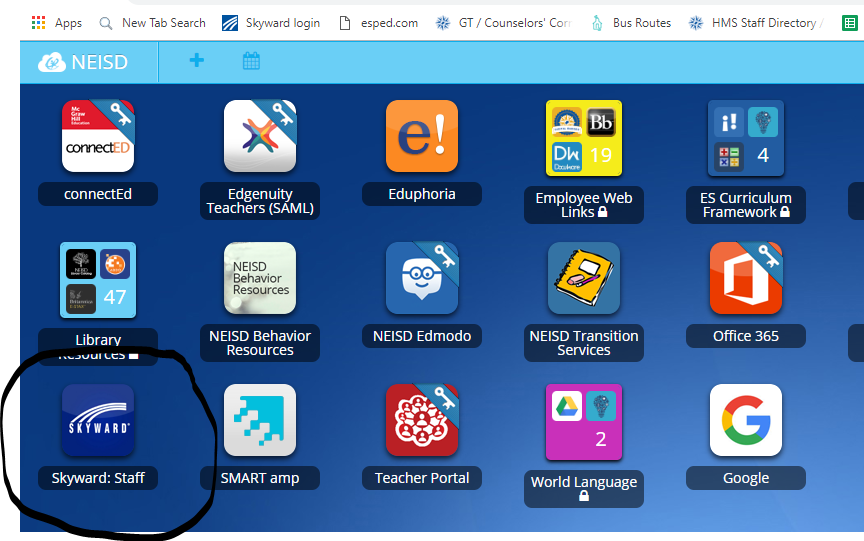 Apps New Tab Search Skyward login esped.com GT / Counselors' Bus Routes HMS Staff Directory
NEISD
Mc
Graw
Hill
Education
connectED
connectEd
Edgenuity
Teachers (SAML)
e!
Eduphoria
Bb
Dw
19
Employee Web
Links
i!
4
ES Curriculum
Framework
47
Library
Resources
NEISD
Behavior
Resources
NEISD Behavior
Resources
NEISD Edmodo
NEISD Transition
Services
Office 365
SKYWARD
Skyward: Staff
SMART amp
Teacher Portal
2
World Language
G
Google